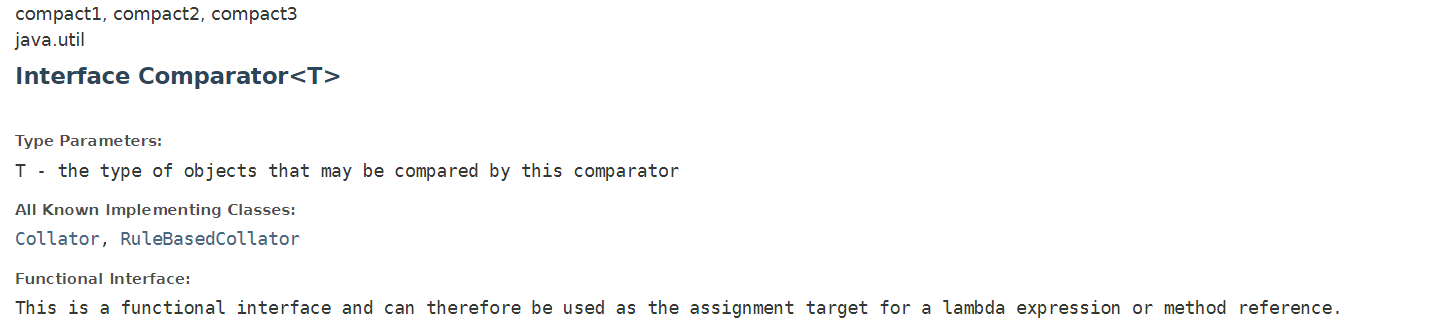 compact1, compact2, compact3
java.util
Interface Comparator<T>
Type Parameters:
T - the type of objects that may be compared by this comparator
All Known Implementing Classes:
Collator, RuleBasedCollator
Functional Interface:
This is a functional interface and can therefore be used as the assignment target for a lambda expression or method reference.